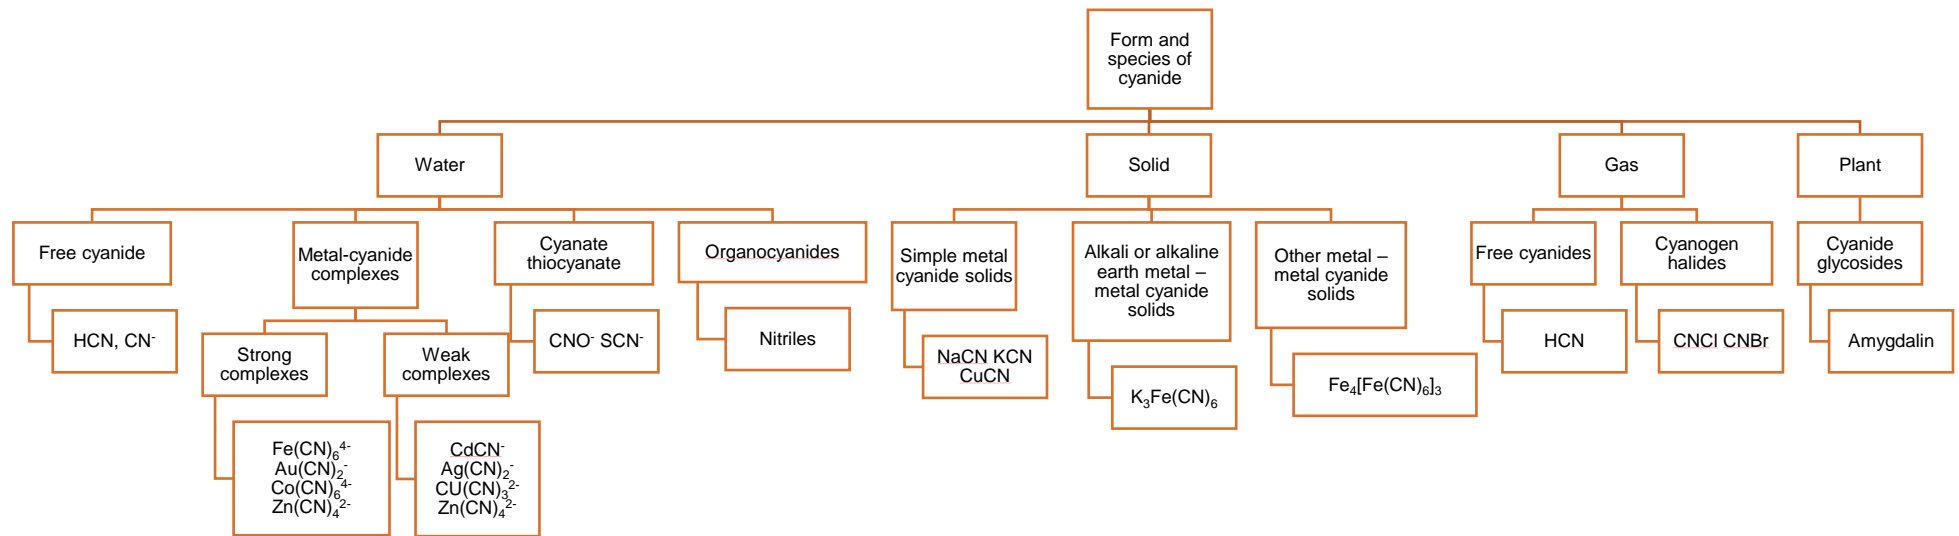 Form and
species of
cyanide
Water
Solid
Gas
Plant
Free cyanide
Metal-cyanide
complexes
Cyanate
thiocyanate
Organocyanides
Simple metal
cyanide solids
Alkali or alkaline
earth metal –
metal cyanide
solids
Other metal –
metal cyanide
solids
Free cyanides
Cyanogen
halides
Cyanide
glycosides
HCN, CN⁻
Strong
complexes
Weak
complexes
CNO⁻ SCN⁻
Nitriles
NaCN KCN
CuCN
K₃Fe(CN)₆
Fe₄[Fe(CN)₆]₃
HCN
CNCl CNBr
Amygdalin
Fe(CN)₆⁴⁻
Au(CN)₂⁻
Co(CN)₆⁴⁻
Zn(CN)₄²⁻
CdCN⁻
Ag(CN)₂⁻
CU(CN)₃²⁻
Zn(CN)₄²⁻